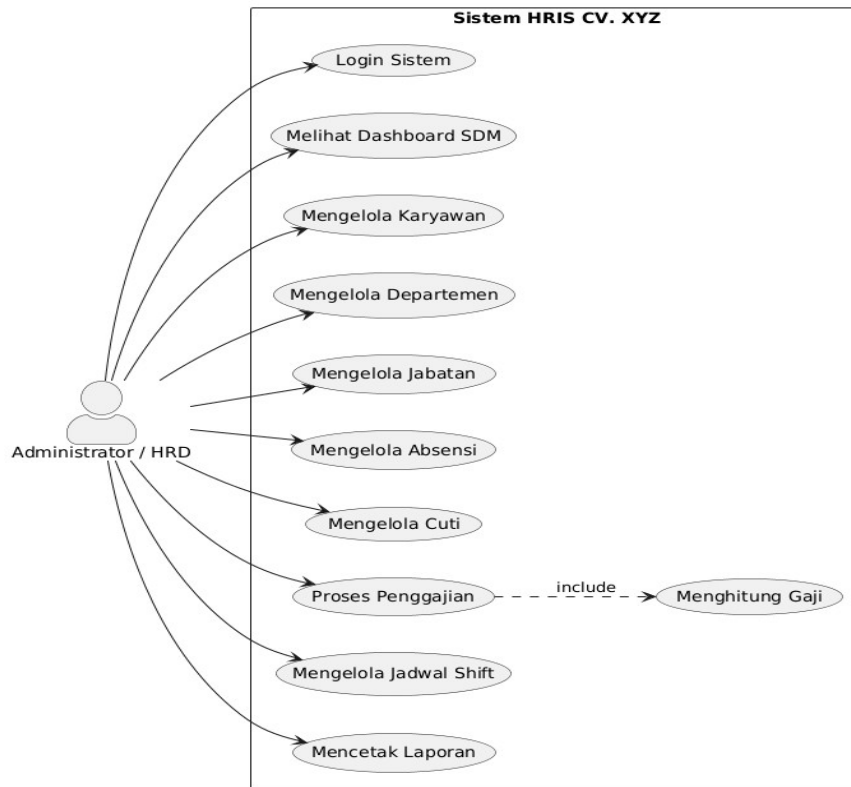 Sistem HRIS CV. XYZ
Login Sistem
Melihat Dashboard SDM
Mengelola Karyawan
Mengelola Departemen
Mengelola Jabatan
Administrator / HRD
Mengelola Absensi
Mengelola Cuti
Proses Penggajian
include
Menghitung Gaji
Mengelola Jadwal Shift
Mencetak Laporan